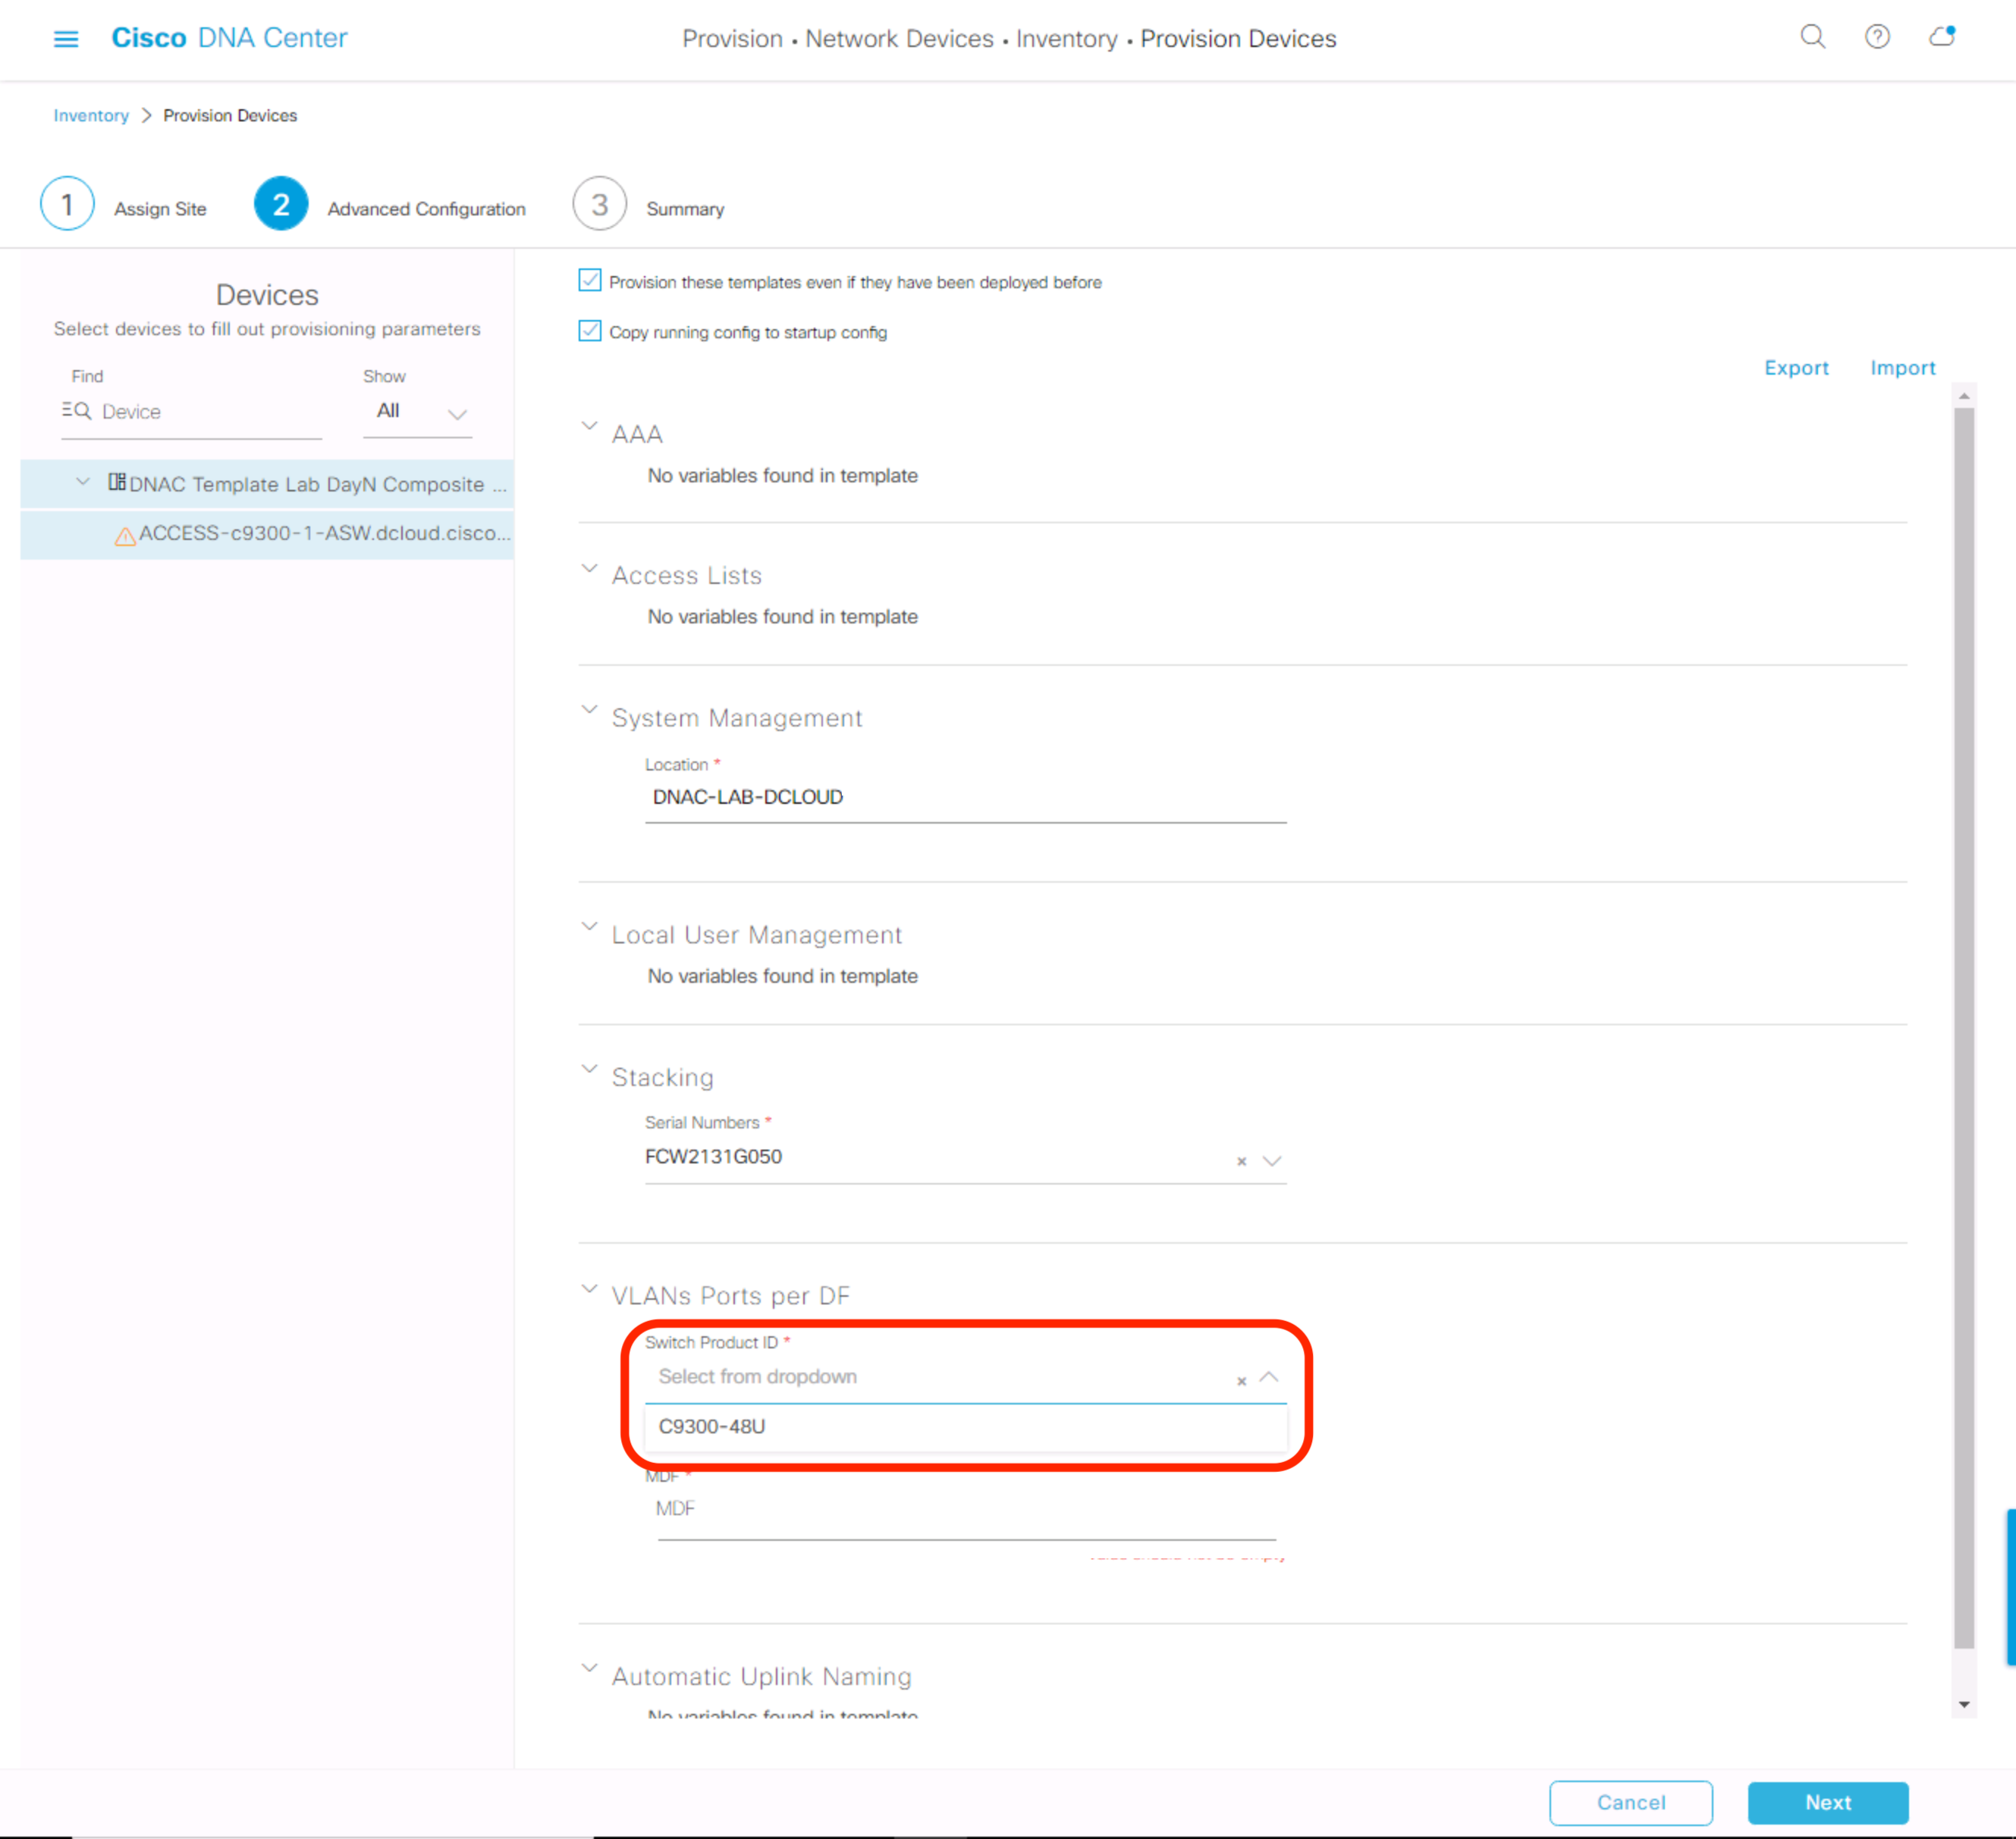 Cisco DNA Center
Provision • Network Devices • Inventory • Provision Devices
Inventory > Provision Devices
1 Assign Site
2 Advanced Configuration
3 Summary
Devices
Select devices to fill out provisioning parameters
Find
Device
Show
All
DNAC Template Lab DayN Composite ...
ACCESS-c9300-1-ASW.dcloud.cisco...
Provision these templates even if they have been deployed before
Copy running config to startup config
Export
Import
AAA
No variables found in template
Access Lists
No variables found in template
System Management
Location *
DNAC-LAB-DCLOUD
Local User Management
No variables found in template
Stacking
Serial Numbers *
FCW2131G050
VLANs Ports per DF
Switch Product ID *
Select from dropdown
C9300-48U
MDF *
MDF
Automatic Uplink Naming
No variables found in template
Cancel
Next